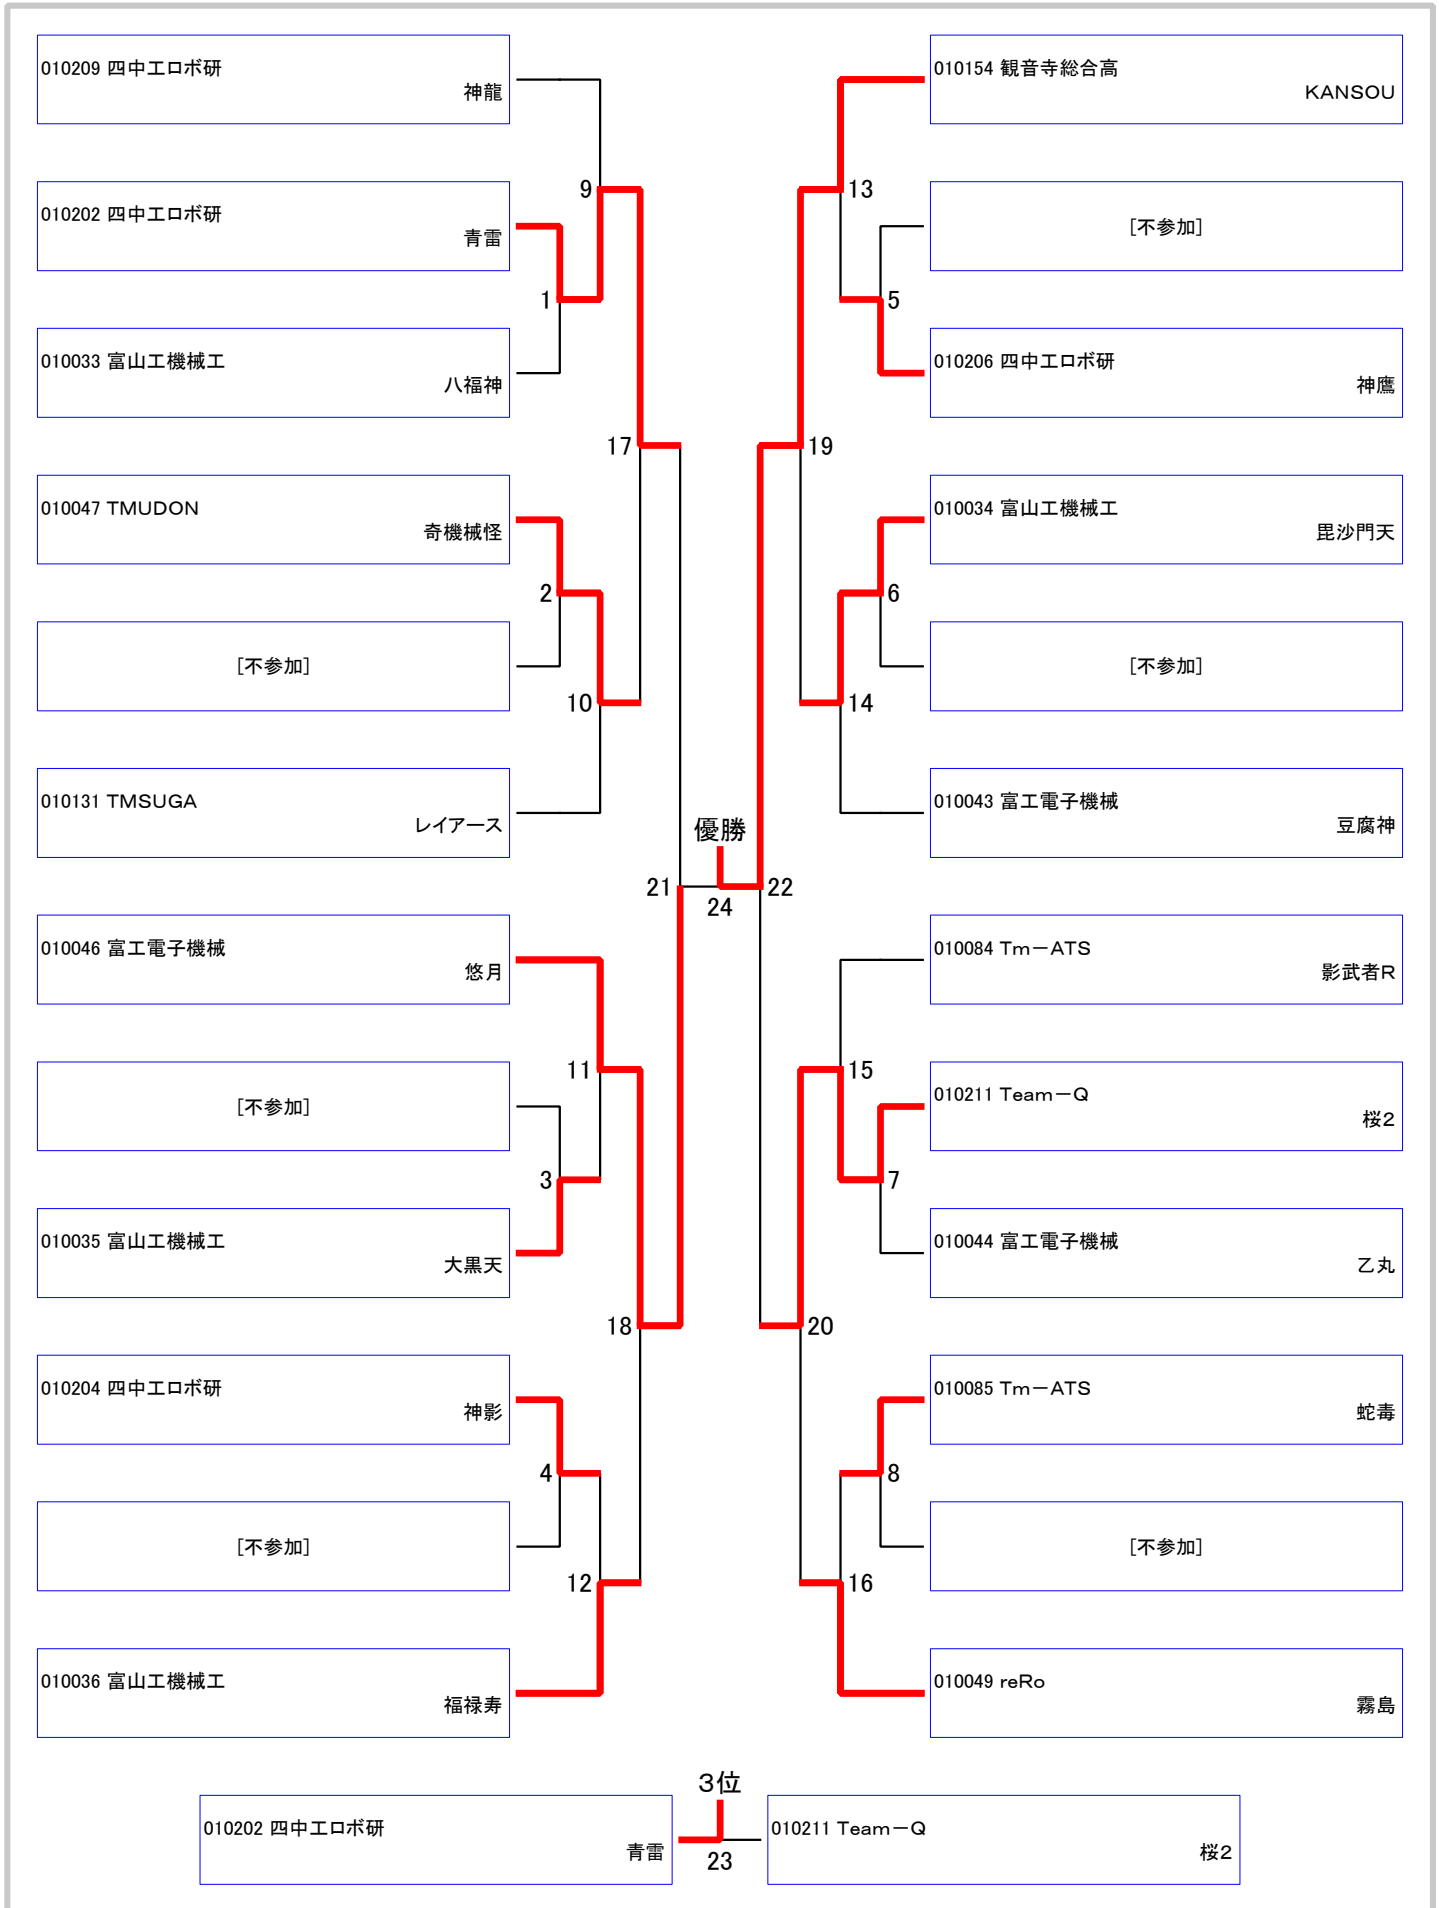 010209 四中工ロボ研
神龍
010202 四中工ロボ研
青雷
010033 富山工機械工
八福神
010047 TMUDON
奇機械怪
[不参加]
010131 TMSUGA
レイアース
010046 富工電子機械
悠月
[不参加]
010035 富山工機械工
大黒天
010204 四中工ロボ研
神影
[不参加]
010036 富山工機械工
福禄寿
9
1
17
2
10
21
11
3
18
4
12
優勝
24
010154 観音寺総合高
KANSOU
[不参加]
010206 四中工ロボ研
神鷹
010034 富山工機械工
毘沙門天
[不参加]
010043 富工電子機械
豆腐神
010084 Tm－ATS
影武者R
010211 Team－Q
桜2
010044 富工電子機械
乙丸
010085 Tm－ATS
蛇毒
[不参加]
010049 reRo
霧島
13
5
19
6
14
22
15
7
20
8
16
3位
010202 四中工ロボ研
青雷
23
010211 Team－Q
桜2